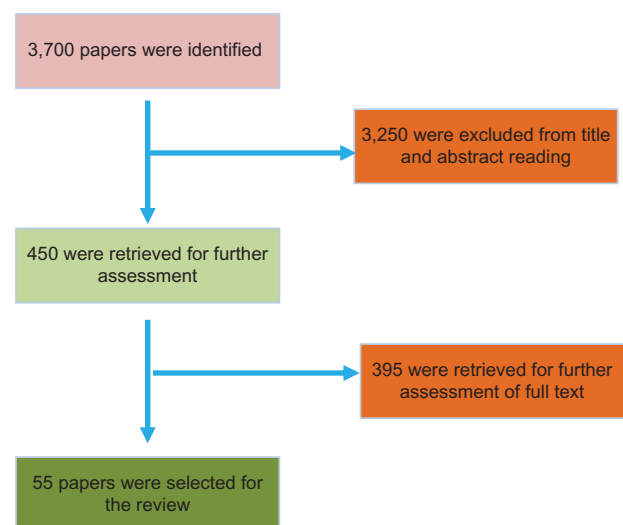 3,700 papers were identified
3,250 were excluded from title
and abstract reading
450 were retrieved for further
assessment
395 were retrieved for further
assessment of full text
55 papers were selected for
the review